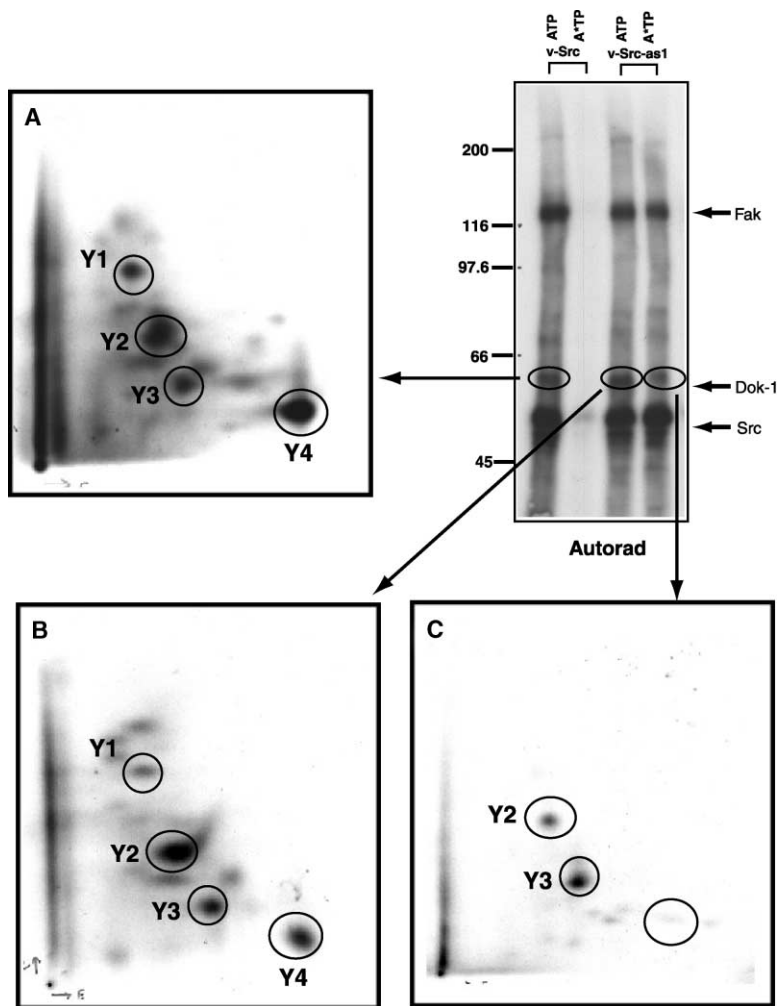 ATP
A*TP
ATP
A*TP
v-Src
v-Src-as1
A
Y1
Y2
Y3
Y4
200
116
97.6
66
45
Fak
Dok-1
Src
Autorad
B
Y1
Y2
Y3
Y4
E
C
Y2
Y3